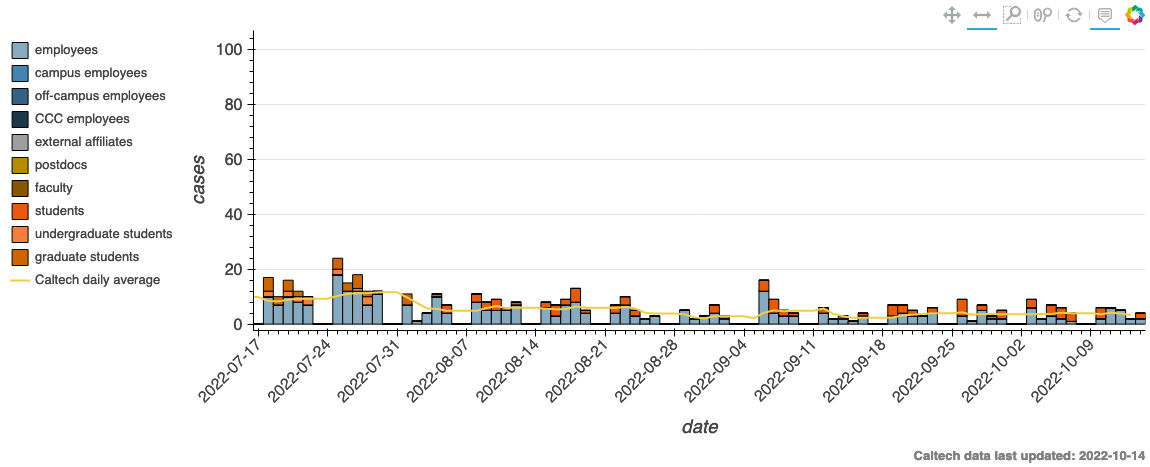 employees
campus employees
off-campus employees
CCC employees
external affiliates
postdocs
faculty
students
undergraduate students
graduate students
Caltech daily average
cases
100
80
60
40
20
0
2022-07-17
2022-07-24
2022-07-31
2022-08-07
2022-08-14
2022-08-21
2022-08-28
2022-09-04
2022-09-11
2022-09-18
2022-09-25
2022-10-02
2022-10-09
date
Caltech data last updated: 2022-10-14